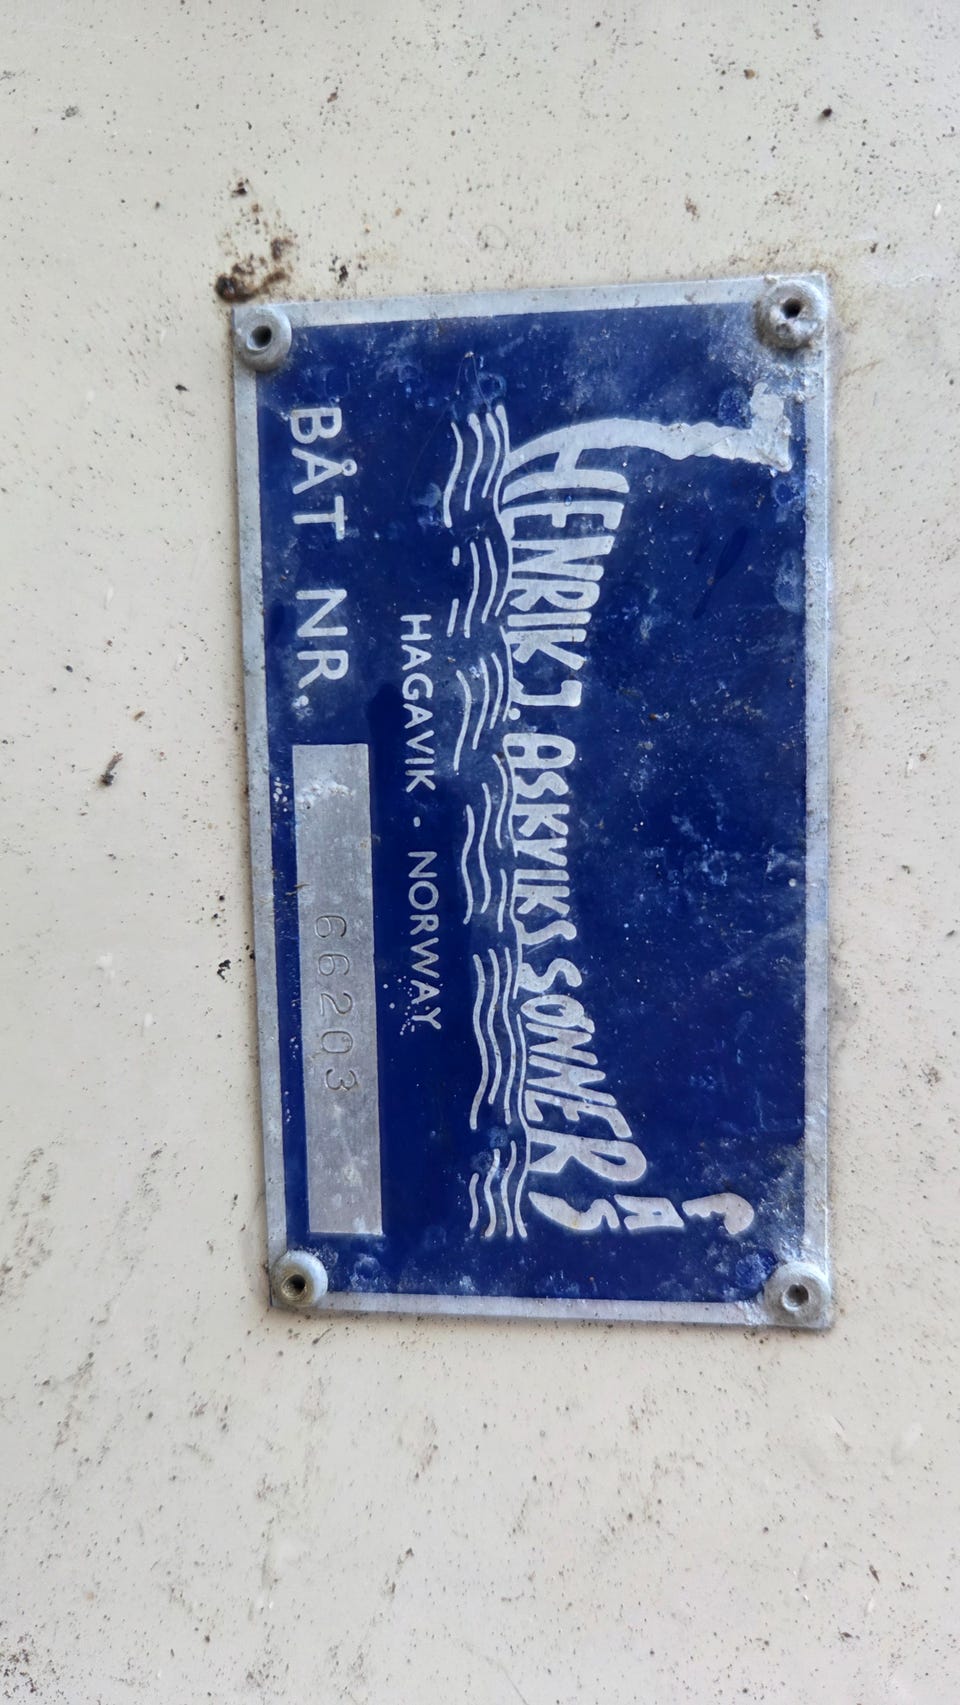 HENRIK J. ASKVIKS SØNNER A/S
HAGAVIK - NORWAY
BÅT NR. 66203